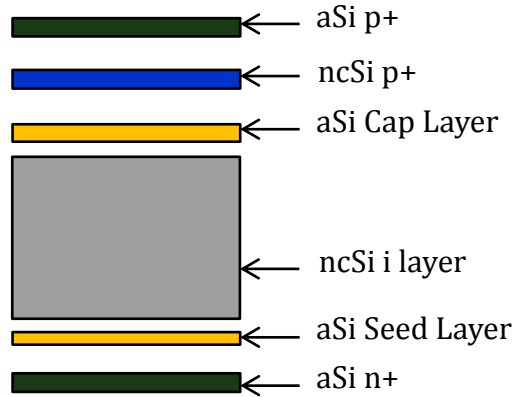 aSi p+
ncSi p+
aSi Cap Layer
ncSi i layer
aSi Seed Layer
aSi n+